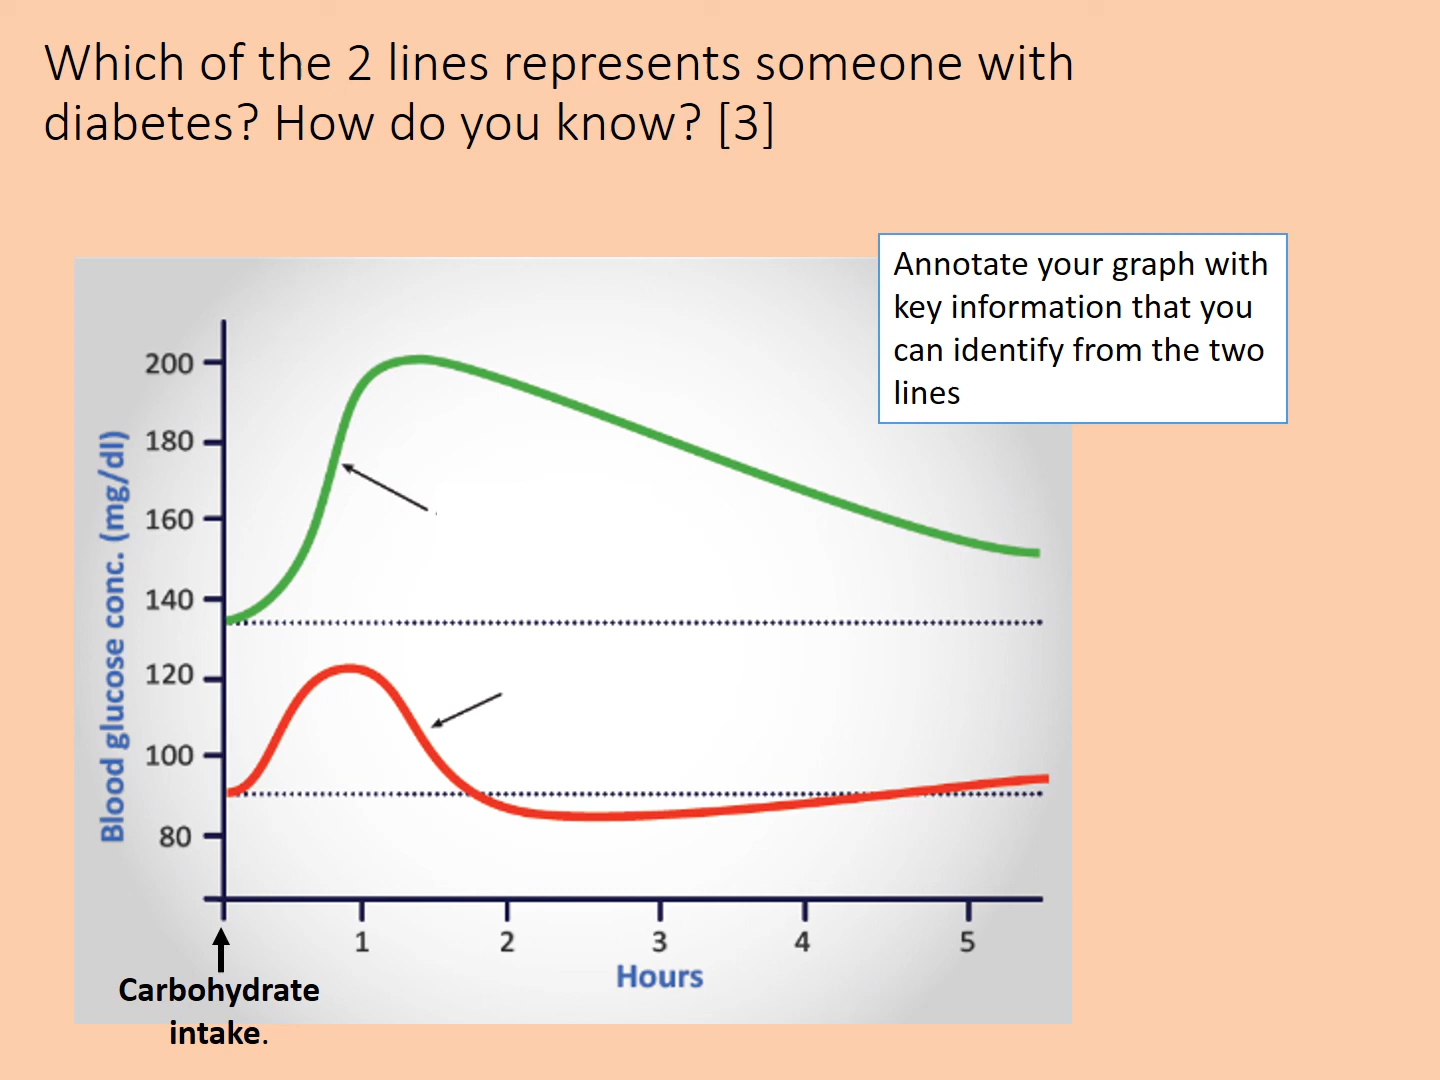 Which of the 2 lines represents someone with
diabetes? How do you know? [3]
Annotate your graph with
key information that you
can identify from the two
lines
Blood glucose conc. (mg/dl)
200
180
160
140
120
100
80
1
2
3
4
5
Hours
Carbohydrate
intake.